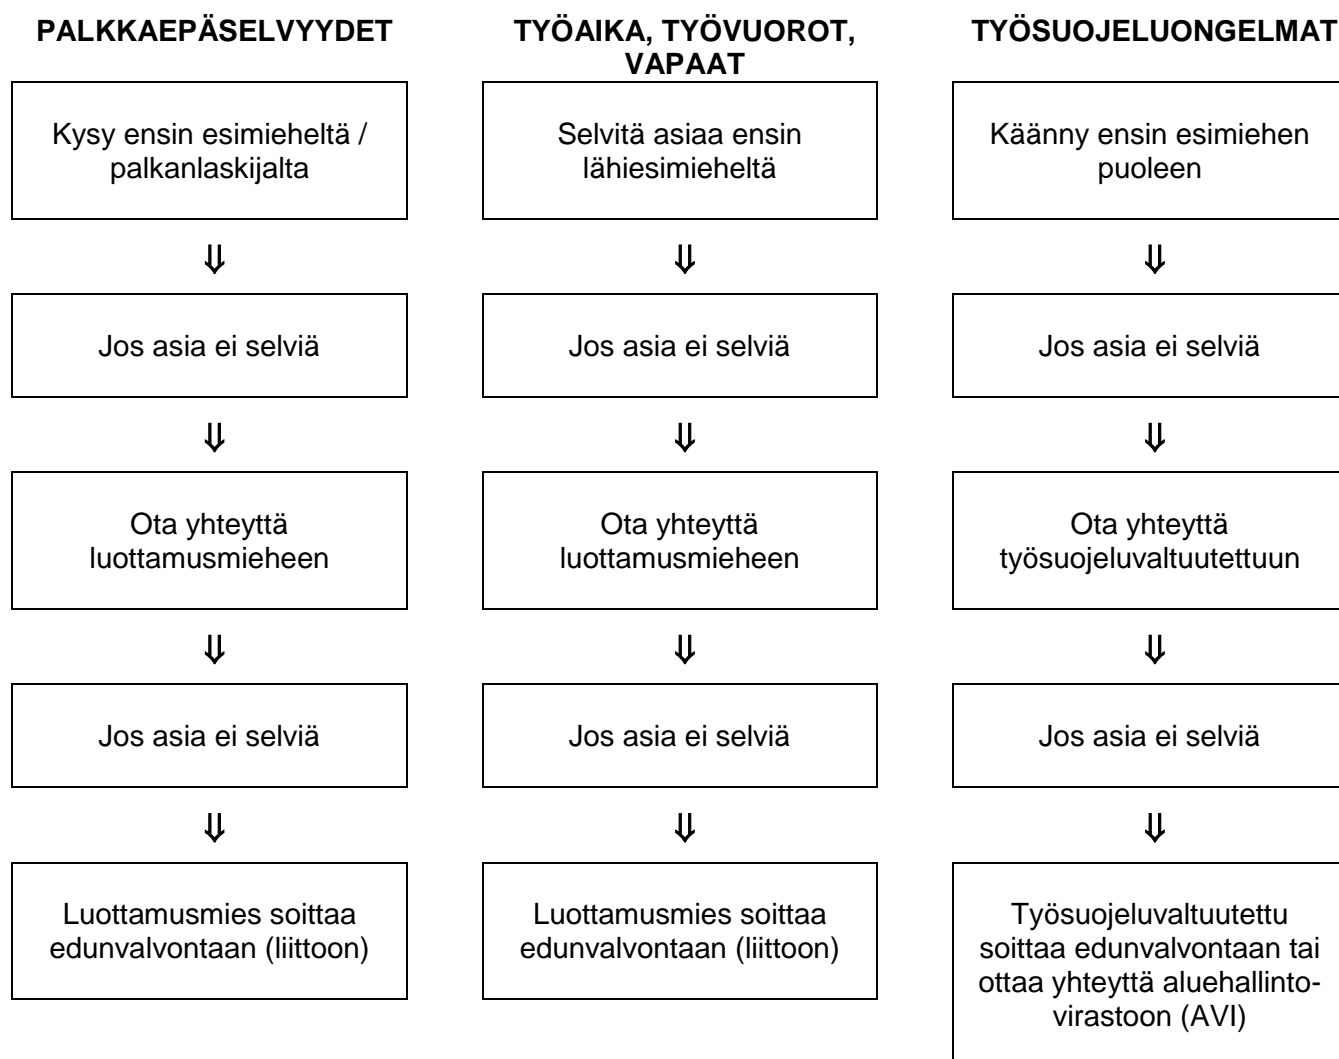 PALKKAEPÄSELVYYDET
Kysy ensin esimieheltä /
palkanlaskijalta
⇓
Jos asia ei selviä
⇓
Ota yhteyttä
luottamusmieheen
⇓
Jos asia ei selviä
⇓
Luottamusmies soittaa
edunvalvontaan (liittoon)
TYÖAIKA, TYÖVUOROT,
VAPAAT
Selvitä asiaa ensin
lähiesimieheltä
⇓
Jos asia ei selviä
⇓
Ota yhteyttä
luottamusmieheen
⇓
Jos asia ei selviä
⇓
Luottamusmies soittaa
edunvalvontaan (liittoon)
TYÖSUOJELUONGELMAT
Käänny ensin esimiehen
puoleen
⇓
Jos asia ei selviä
⇓
Ota yhteyttä
työsuojeluvaltuutettuun
⇓
Jos asia ei selviä
⇓
Työsuojeluvaltuutettu
soittaa edunvalvontaan tai
ottaa yhteyttä aluehallinto-
virastoon (AVI)